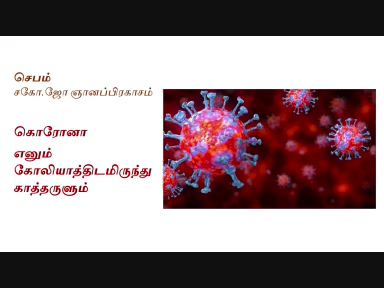 செபம்
சகோ.ஜோ ஞானப்பிரகாசம்
கொரோனா
எனும்
கோலியாத்திடமிருந்து
காத்தருளும்